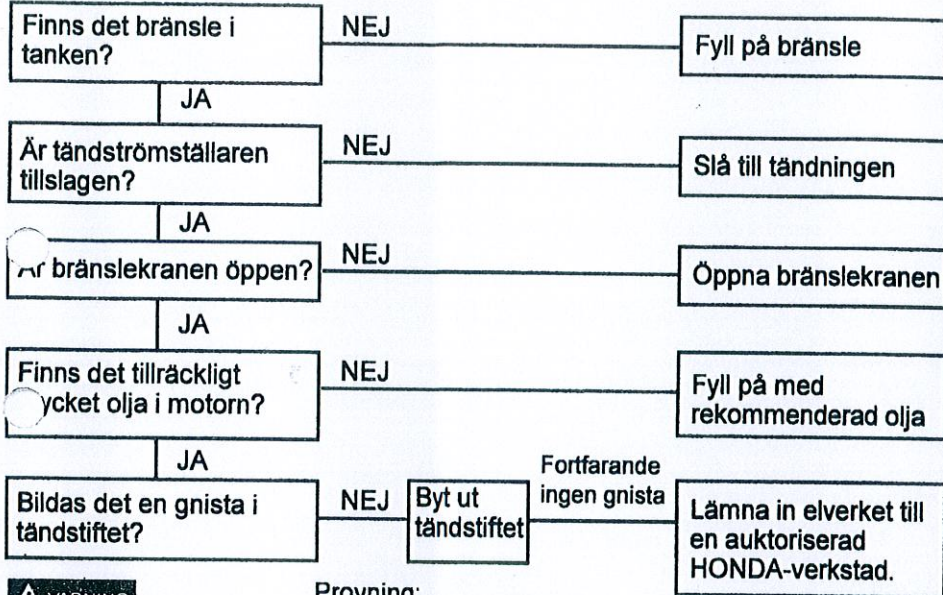 Finns det bränsle i
tanken?
NEJ
Fyll på bränsle
JA
Är tändströmställaren
tillslagen?
NEJ
Slå till tändningen
JA
bränslekranen öppen?
NEJ
Öppna bränslekranen
JA
Finns det tillräckligt
olja i motorn?
NEJ
Fyll på med
rekommenderad olja
JA
Bildas det en gnista i
tändstiftet?
NEJ
Byt ut
tändstiftet
Fortfarande
ingen gnista
Lämna in elverket till
en auktoriserad
HONDA-verkstad.
Provning: